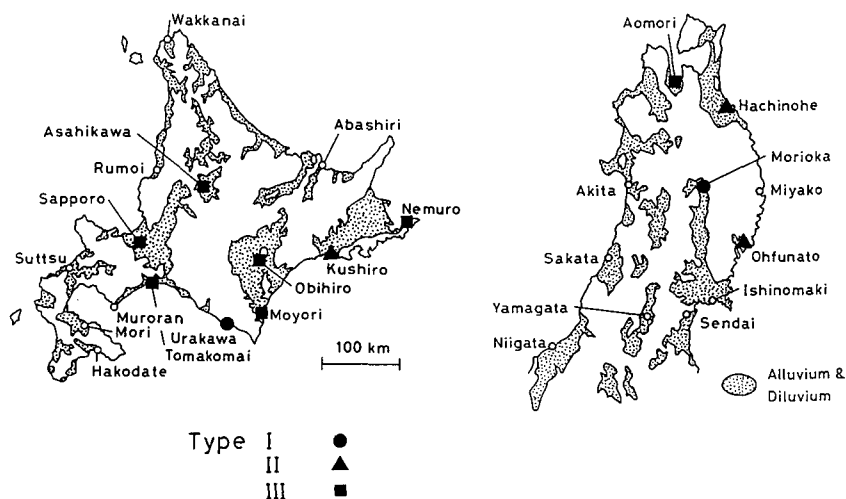 Wakkanai
Asahikawa
Rumoi
Sapporo
Suttsu
Abashiri
Nemuro
Kushiro
Obihiro
Moyori
Muroran
Mori
Urakawa
Tomakomai
Hakodate
100 km
Aomori
Hachinohe
Morioka
Akita
Miyako
Sakata
Ohfunato
Yamagata
Ishinomaki
Sendai
Niigata
Alluvium &
Diluvium
Type I
II
III